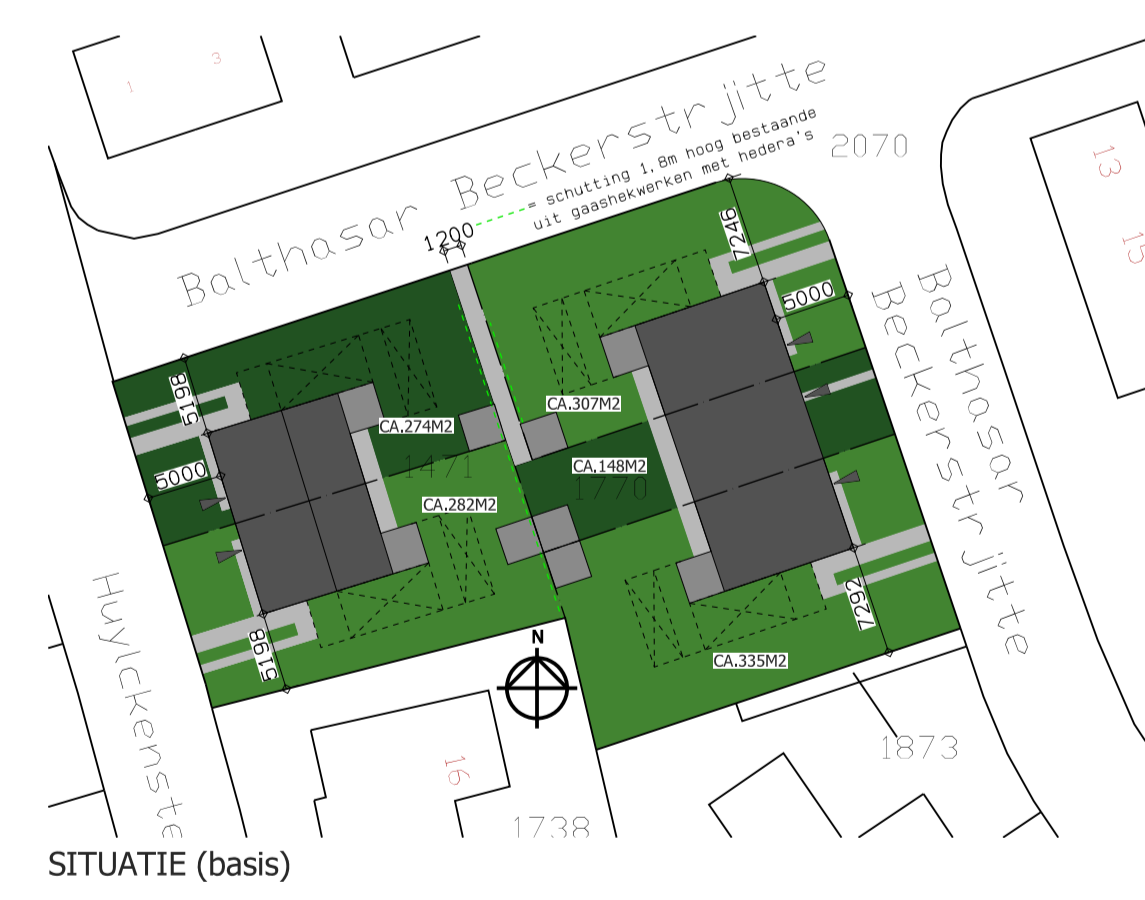 1
3
Balthasar Beckerstrjitte
= schutting 1,8m hoog bestaande
uit gaashekwerken met hedera's
2070
13
15
1200
7246
5000
Balthasar
Beckerstrjitte
5198
5000
CA.274M2
CA.307M2
1471
CA.148M2
1770
CA.282M2
Huylckenste
5198
N
7292
CA.335M2
1873
16
1738
SITUATIE (basis)